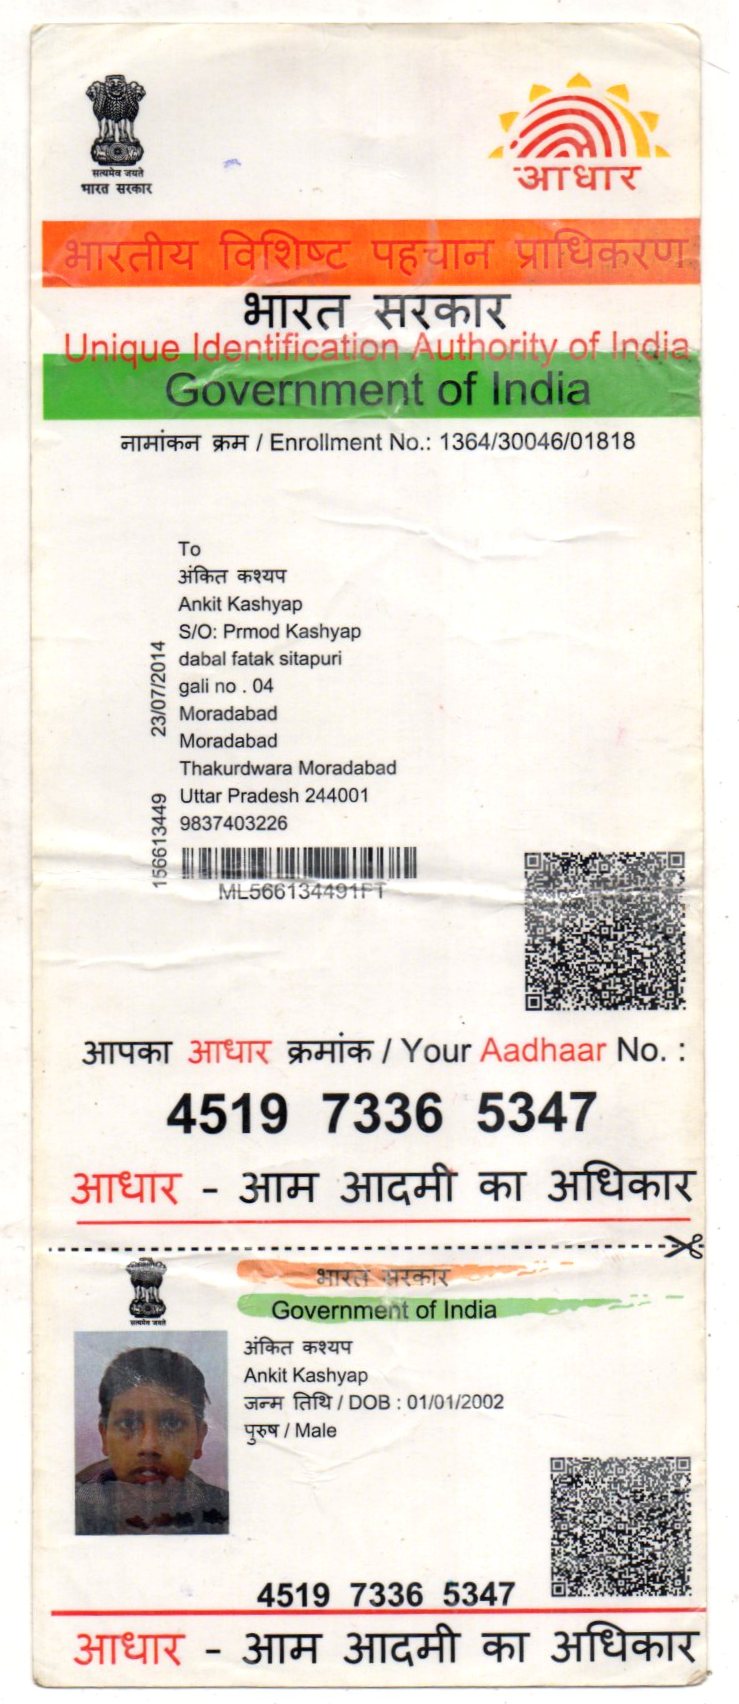 सत्यमेव जयते
भारत सरकार
आधार
भारतीय विशिष्ट पहचान प्राधिकरण
भारत सरकार
Unique Identification Authority of India
Government of India
नामांकन क्रम / Enrollment No.: 1364/30046/01818
To
अंकित कश्यप
Ankit Kashyap
S/O: Prmod Kashyap
dabal fatak sitapuri
gali no . 04
Moradabad
Moradabad
Thakurdwara Moradabad
Uttar Pradesh 244001
9837403226
23/07/2014
156613449
ML566134491FT
आपका आधार क्रमांक / Your Aadhaar No. :
4519 7336 5347
आधार - आम आदमी का अधिकार
सत्यमेव जयते
भारत सरकार
Government of India
अंकित कश्यप
Ankit Kashyap
जन्म तिथि / DOB : 01/01/2002
पुरुष / Male
4519 7336 5347
आधार - आम आदमी का अधिकार